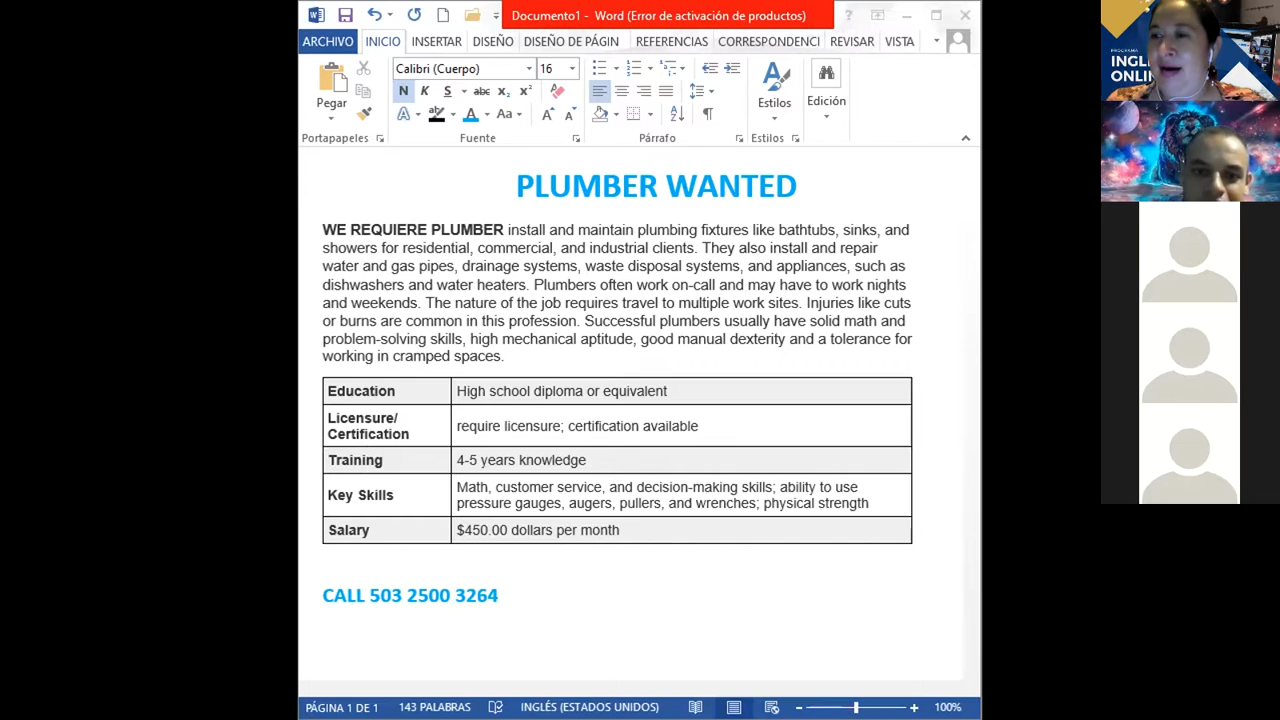 Documento1 - Word (Error de activación de productos)
ARCHIVO INICIO INSERTAR DISEÑO DISEÑO DE PÁGIN REFERENCIAS CORRESPONDENCI REVISAR VISTA
Calibri (Cuerpo) 16
Pegar
N K S abc x₂ x²
A A Aa A A
Estilos
Edición
Portapapeles Fuente Párrafo Estilos
PLUMBER WANTED
WE REQUIERE PLUMBER install and maintain plumbing fixtures like bathtubs, sinks, and
showers for residential, commercial, and industrial clients. They also install and repair
water and gas pipes, drainage systems, waste disposal systems, and appliances, such as
dishwashers and water heaters. Plumbers often work on-call and may have to work nights
and weekends. The nature of the job requires travel to multiple work sites. Injuries like cuts
or burns are common in this profession. Successful plumbers usually have solid math and
problem-solving skills, high mechanical aptitude, good manual dexterity and a tolerance for
working in cramped spaces.
Education High school diploma or equivalent
Licensure/
Certification require licensure; certification available
Training 4-5 years knowledge
Key Skills Math, customer service, and decision-making skills; ability to use
pressure gauges, augers, pullers, and wrenches; physical strength
Salary $450.00 dollars per month
CALL 503 2500 3264
PÁGINA 1 DE 1 143 PALABRAS INGLÉS (ESTADOS UNIDOS) 100%
PROGRAMA